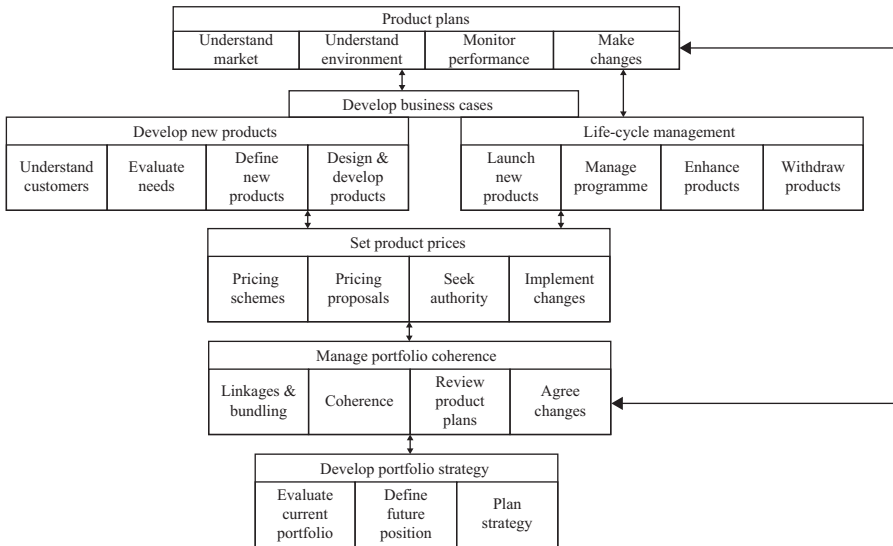 Product plans
Understand
market
Understand
environment
Monitor
performance
Make
changes
Develop business cases
Develop new products
Understand
customers
Evaluate
needs
Define
new
products
Design &
develop
products
Life-cycle management
Launch
new
products
Manage
programme
Enhance
products
Withdraw
products
Set product prices
Pricing
schemes
Pricing
proposals
Seek
authority
Implement
changes
Manage portfolio coherence
Linkages &
bundling
Coherence
Review
product
plans
Agree
changes
Develop portfolio strategy
Evaluate
current
portfolio
Define
future
position
Plan
strategy